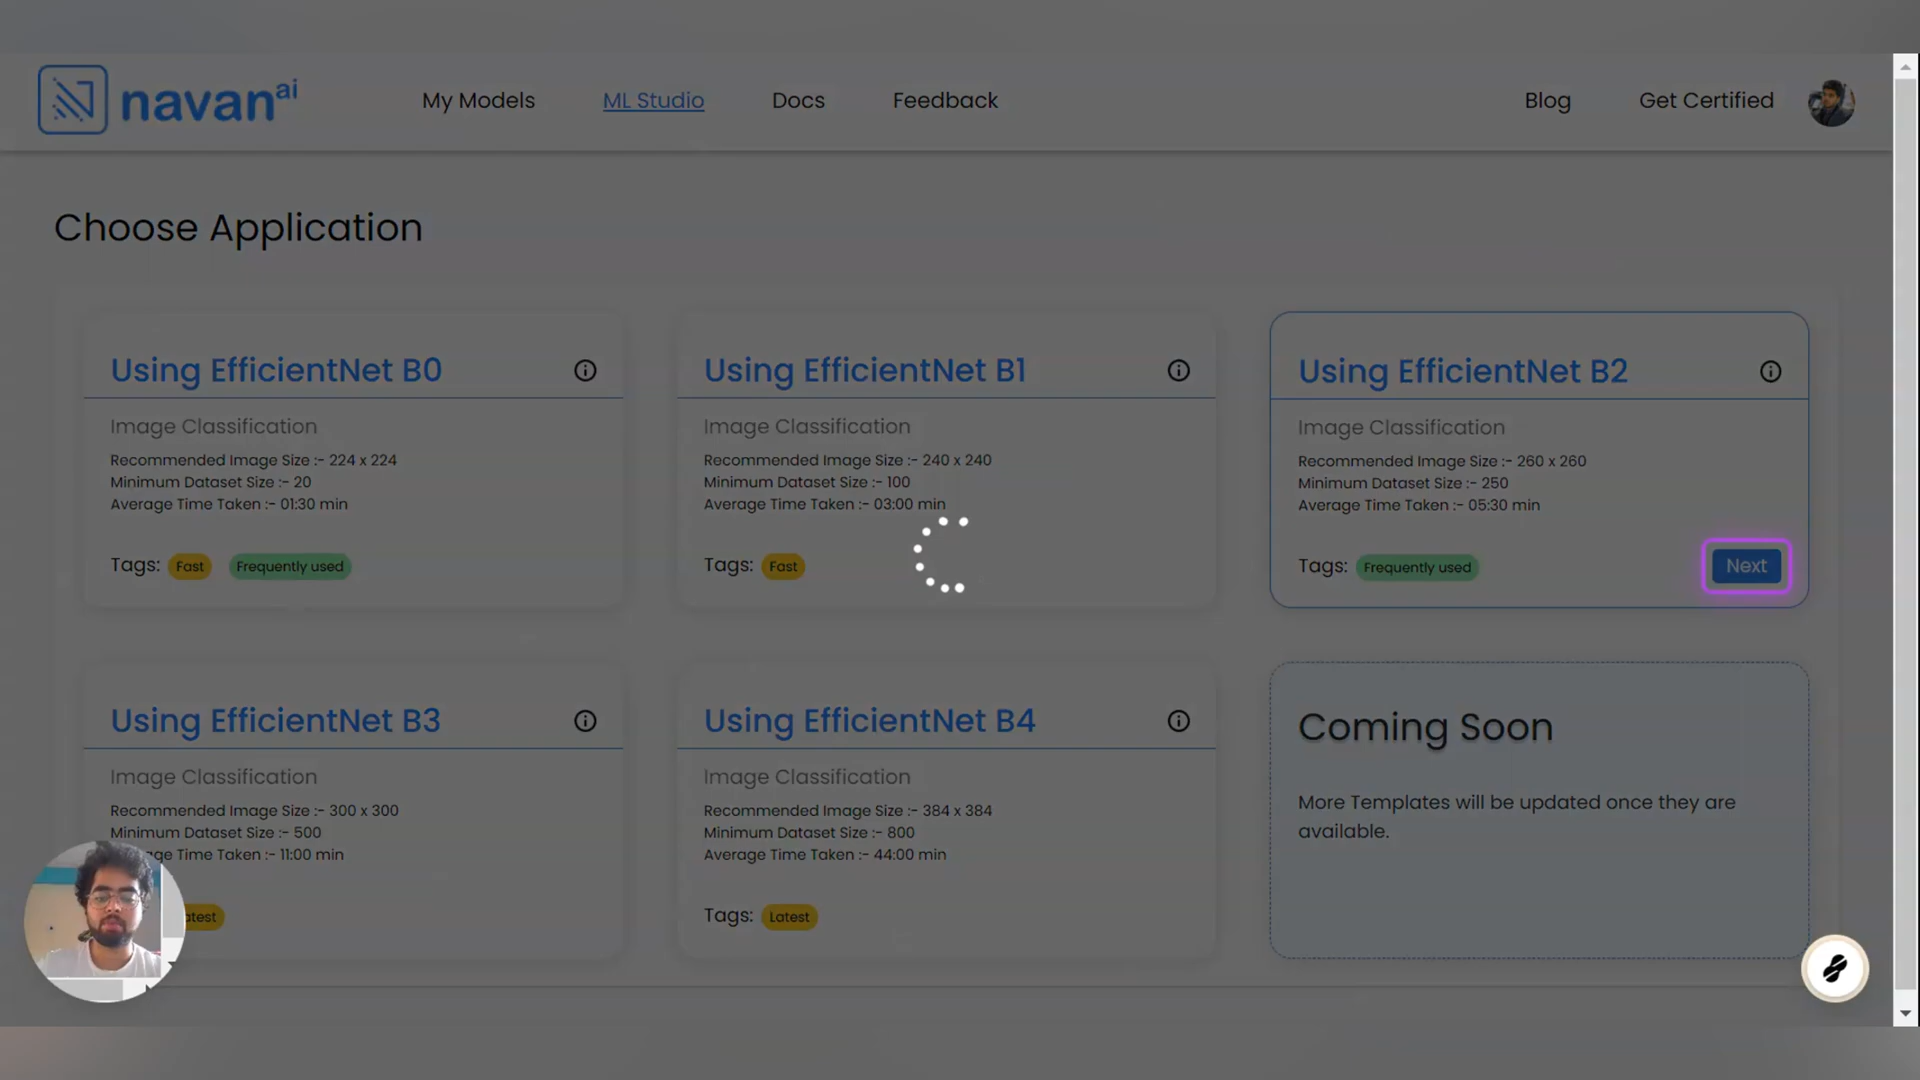 navan ai
My Models
ML Studio
Docs
Feedback
Blog
Get Certified
Choose Application
Using EfficientNet B0
Image Classification
Recommended Image Size :- 224 x 224
Minimum Dataset Size :- 20
Average Time Taken :- 01:30 min
Tags: Fast Frequently used
Using EfficientNet B1
Image Classification
Recommended Image Size :- 240 x 240
Minimum Dataset Size :- 100
Average Time Taken :- 03:00 min
Tags: Fast
Using EfficientNet B2
Image Classification
Recommended Image Size :- 260 x 260
Minimum Dataset Size :- 250
Average Time Taken :- 05:30 min
Tags: Frequently used
Next
Using EfficientNet B3
Image Classification
Recommended Image Size :- 300 x 300
Minimum Dataset Size :- 500
ge Time Taken :- 11:00 min
test
Using EfficientNet B4
Image Classification
Recommended Image Size :- 384 x 384
Minimum Dataset Size :- 800
Average Time Taken :- 44:00 min
Tags: Latest
Coming Soon
More Templates will be updated once they are
available.